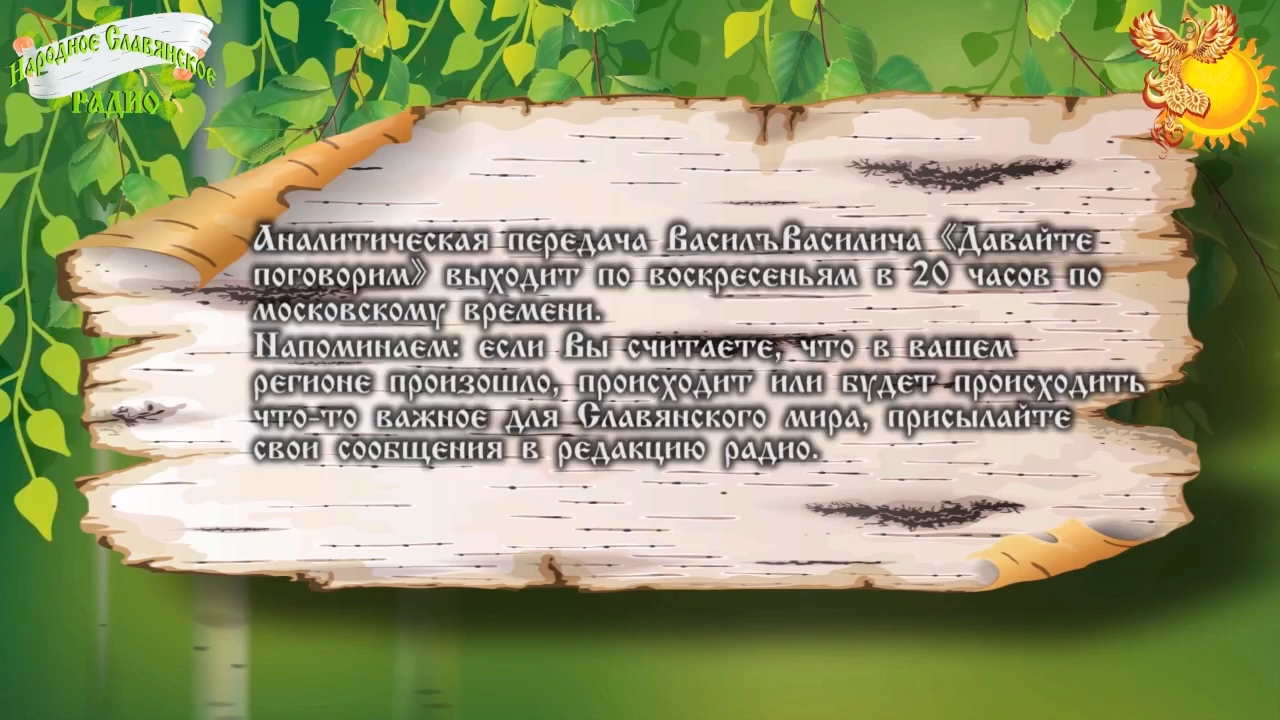 Народное Славянское
РАДИО
Аналитическая передача ВасилъВасилича «Давайте
поговорим» выходит по воскресеньям в 20 часов по
московскому времени.
Напоминаем: если Вы считаете, что в вашем
регионе произошло, происходит или будет происходить
что-то важное для Славянского мира, присылайте
свои сообщения в редакцию радио.